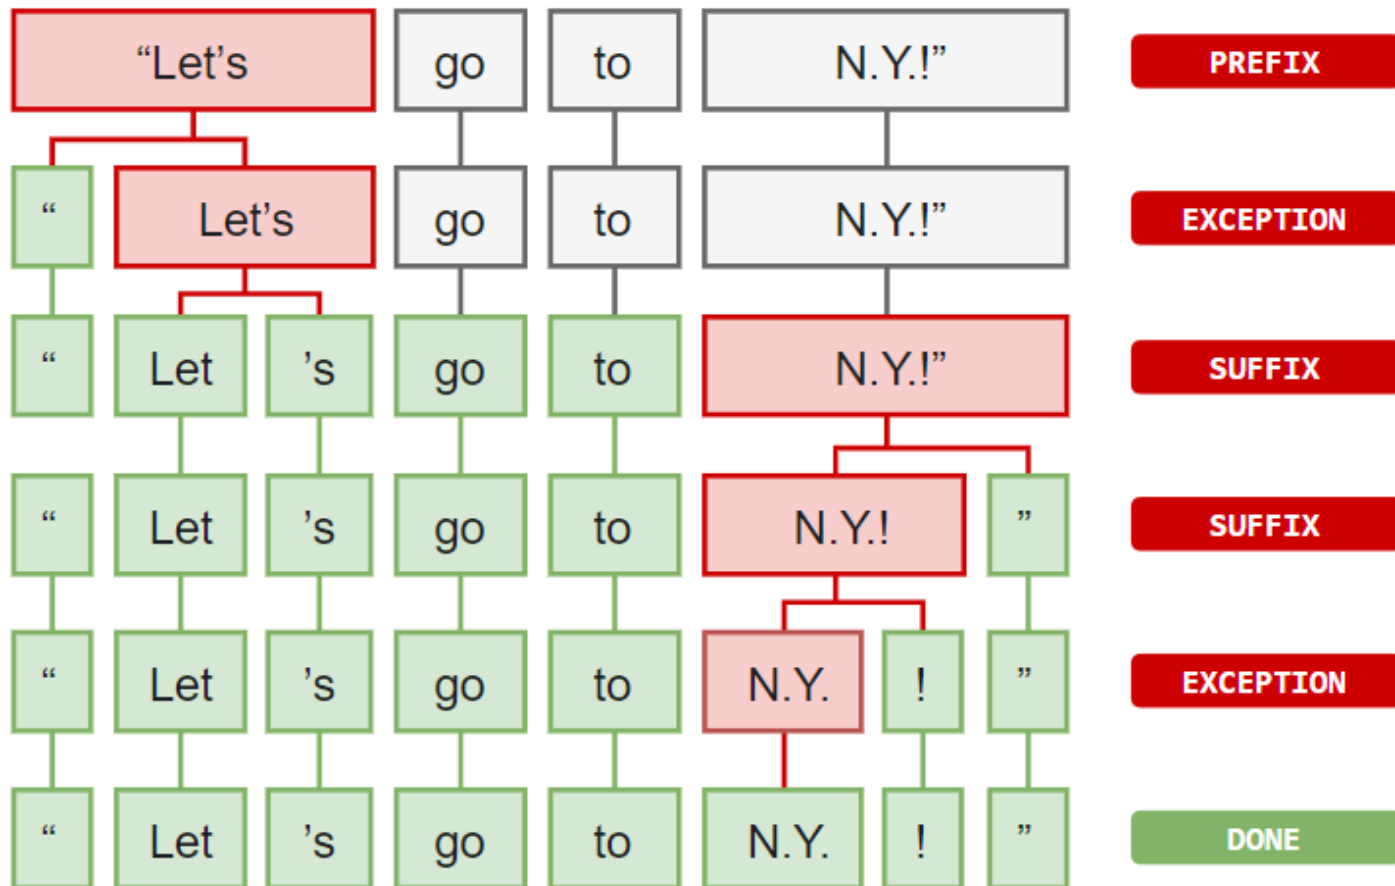 “Let’s go to N.Y.!” PREFIX
“ Let’s go to N.Y.!” EXCEPTION
“ Let ’s go to N.Y.!” SUFFIX
“ Let ’s go to N.Y.! ” SUFFIX
“ Let ’s go to N.Y. ! ” EXCEPTION
“ Let ’s go to N.Y. ! ” DONE